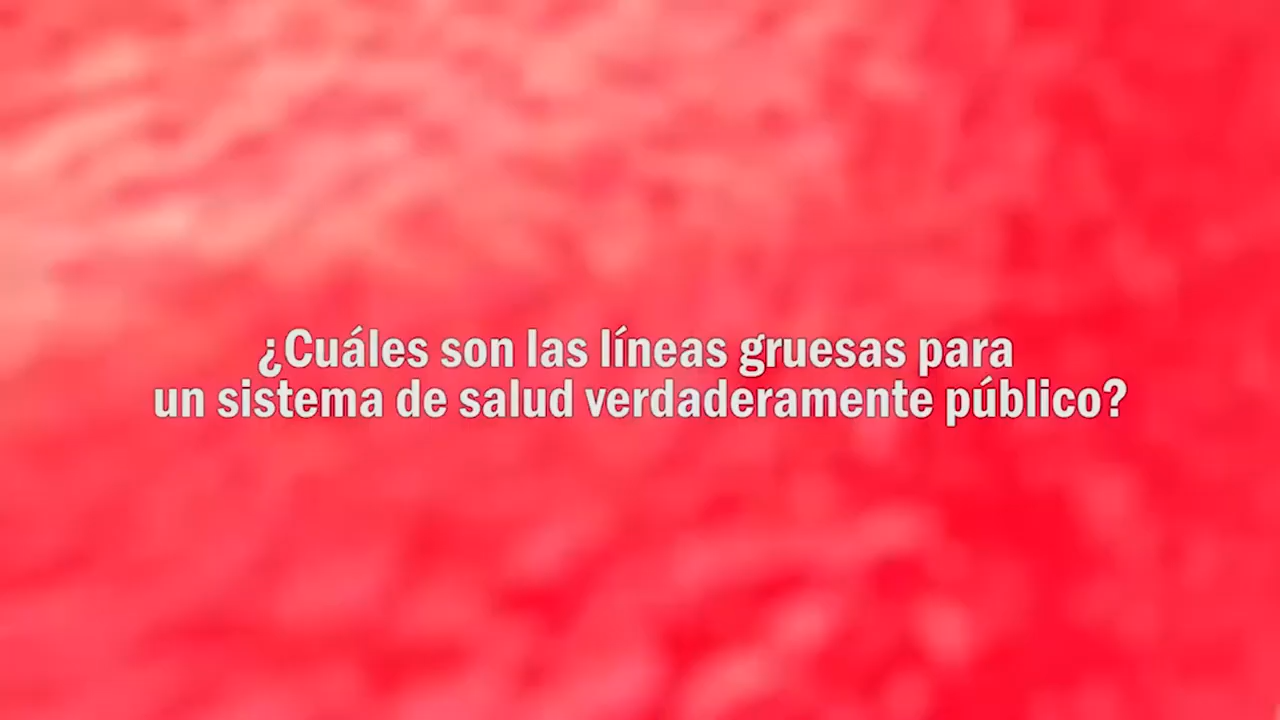 ¿Cuáles son las líneas gruesas para
un sistema de salud verdaderamente público?